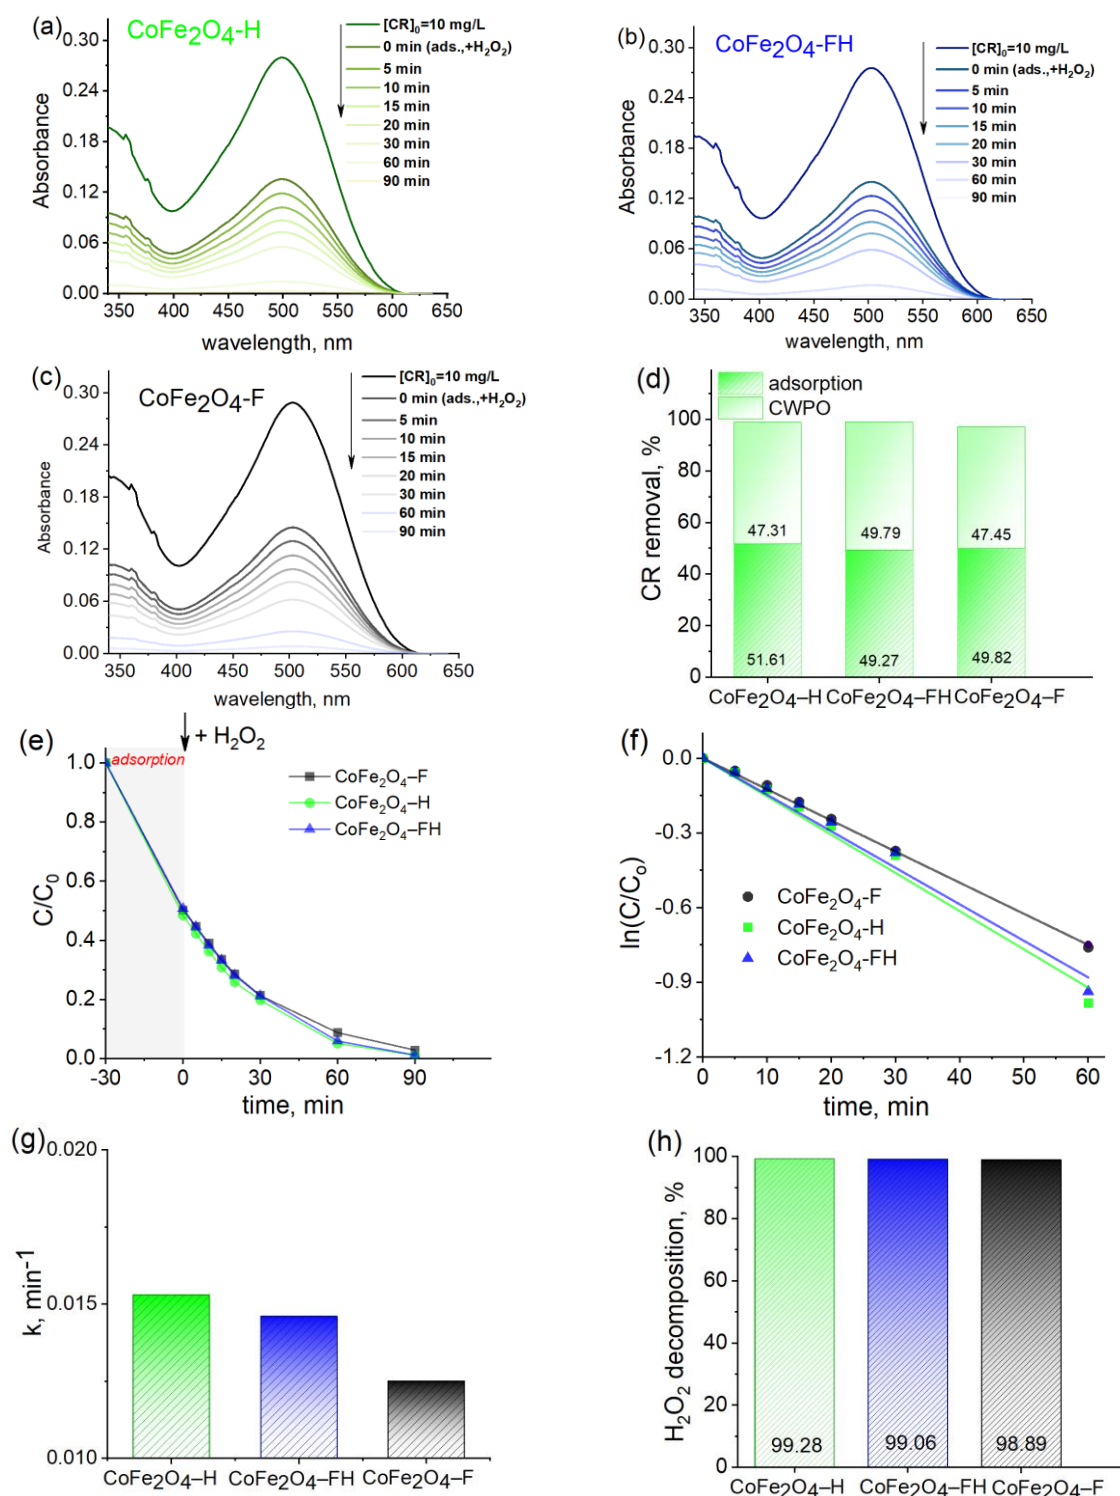 (a)
CoFe2O4-H
[CR]0=10 mg/L
0 min (ads.,+H2O2)
5 min
10 min
15 min
20 min
30 min
60 min
90 min
0.30
0.24
0.18
0.12
0.06
0.00
Absorbance
350 400 450 500 550 600 650
wavelength, nm
(b)
CoFe2O4-FH
[CR]0=10 mg/L
0 min (ads.,+H2O2)
5 min
10 min
15 min
20 min
30 min
60 min
90 min
0.30
0.24
0.18
0.12
0.06
0.00
Absorbance
350 400 450 500 550 600 650
wavelength, nm
(c)
CoFe2O4-F
[CR]0=10 mg/L
0 min (ads.,+H2O2)
5 min
10 min
15 min
20 min
30 min
60 min
90 min
0.30
0.24
0.18
0.12
0.06
0.00
Absorbance
350 400 450 500 550 600 650
wavelength, nm
(d)
adsorption
CWPO
100
80
60
40
20
0
CR removal, %
47.31 49.79 47.45
51.61 49.27 49.82
CoFe2O4–H CoFe2O4–FH CoFe2O4–F
(e)
+ H2O2
adsorption
CoFe2O4–F
CoFe2O4–H
CoFe2O4–FH
1.0
0.8
0.6
0.4
0.2
0.0
C/C0
-30 0 30 60 90
time, min
(f)
0.0
-0.3
-0.6
-0.9
-1.2
ln(C/Co)
CoFe2O4-F
CoFe2O4-H
CoFe2O4-FH
0 10 20 30 40 50 60
time, min
(g)
0.020
0.015
0.010
k, min-1
CoFe2O4–H CoFe2O4–FH CoFe2O4–F
(h)
100
80
60
40
20
0
H2O2 decomposition, %
99.28 99.06 98.89
CoFe2O4–H CoFe2O4–FH CoFe2O4–F